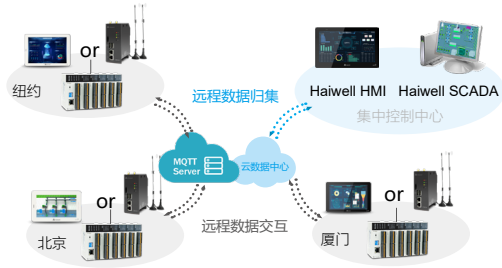 or
纽约
远程数据归集
Haiwell HMI
Haiwell SCADA
集中控制中心
MQTT
Server
云数据中心
or
北京
远程数据交互
or
厦门